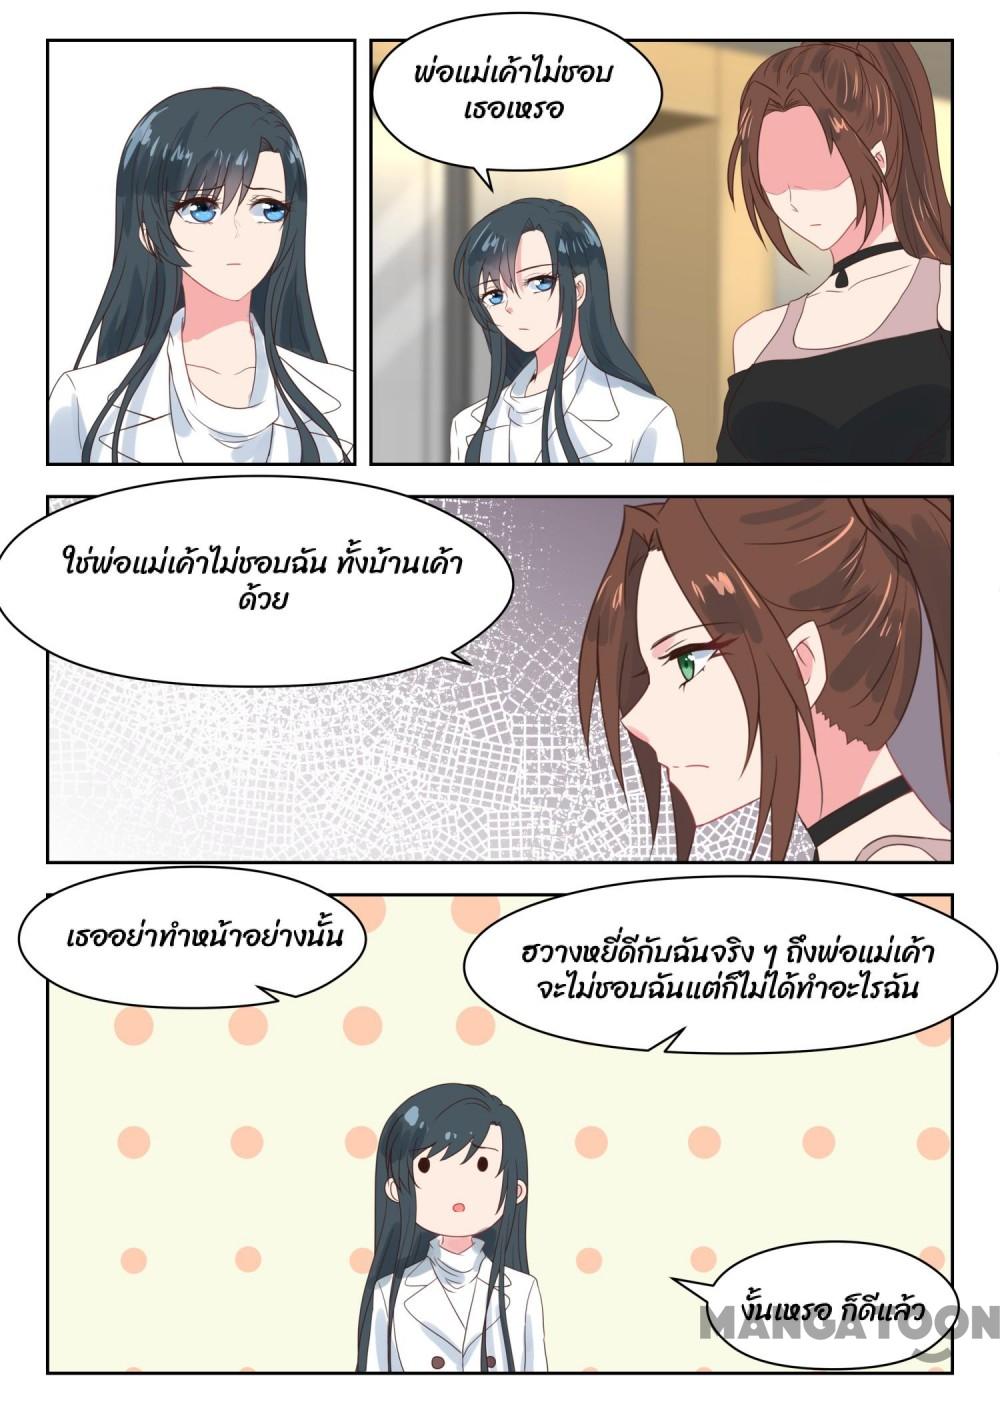 พ่อแม่เค้าไม่ชอบ
เธอเหรอ
ใช่พ่อแม่เค้าไม่ชอบฉัน ทั้งบ้านเค้า
ด้วย
เธออย่าทำหน้าอย่างนั้น
ฮวางหยี่ดีกับฉันจริง ๆ ถึงพ่อแม่เค้า
จะไม่ชอบฉันแต่ก็ไม่ได้ทำอะไรฉัน
งั้นเหรอ ก็ดีแล้ว
MANGATOON